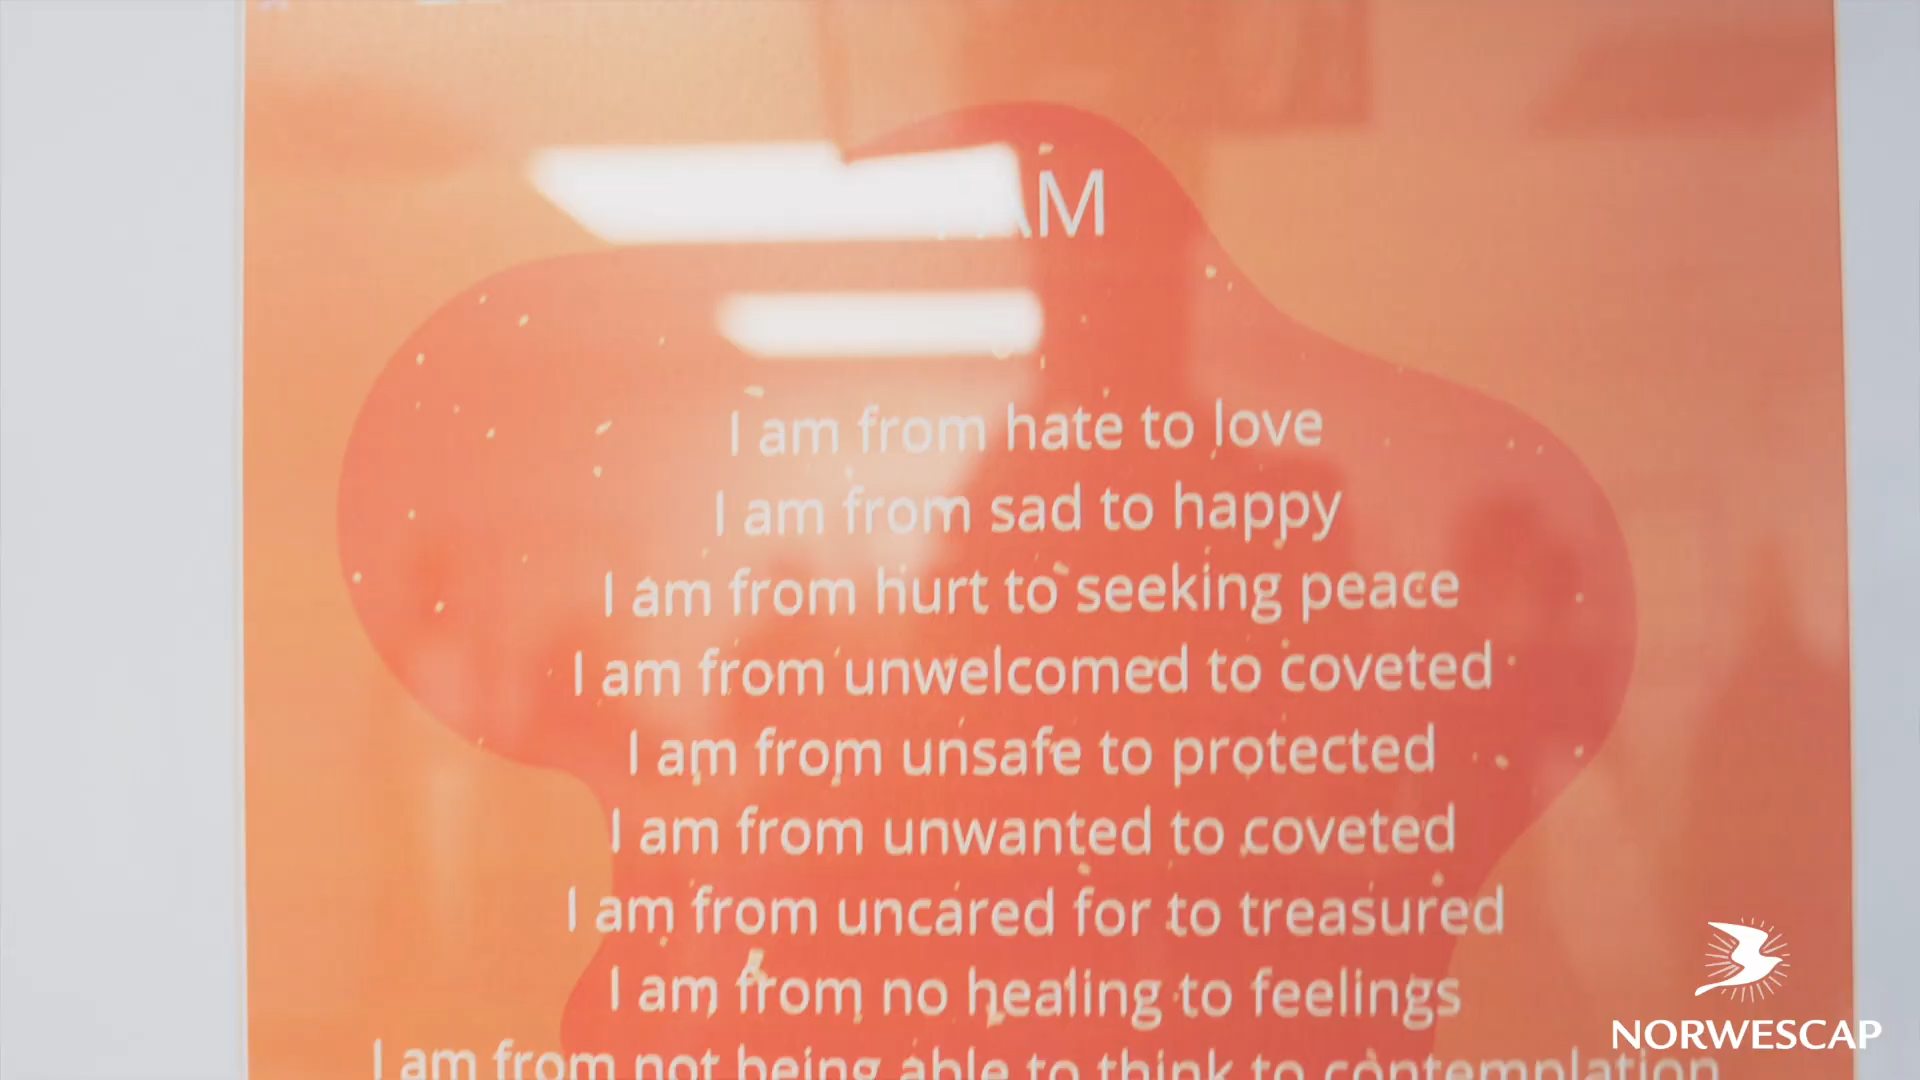 I AM
I am from hate to love
I am from sad to happy
I am from hurt to seeking peace
I am from unwelcomed to coveted
I am from unsafe to protected
I am from unwanted to coveted
I am from uncared for to treasured
I am from no healing to feelings
I am from not being able to think to contemplation
NORWESCAP